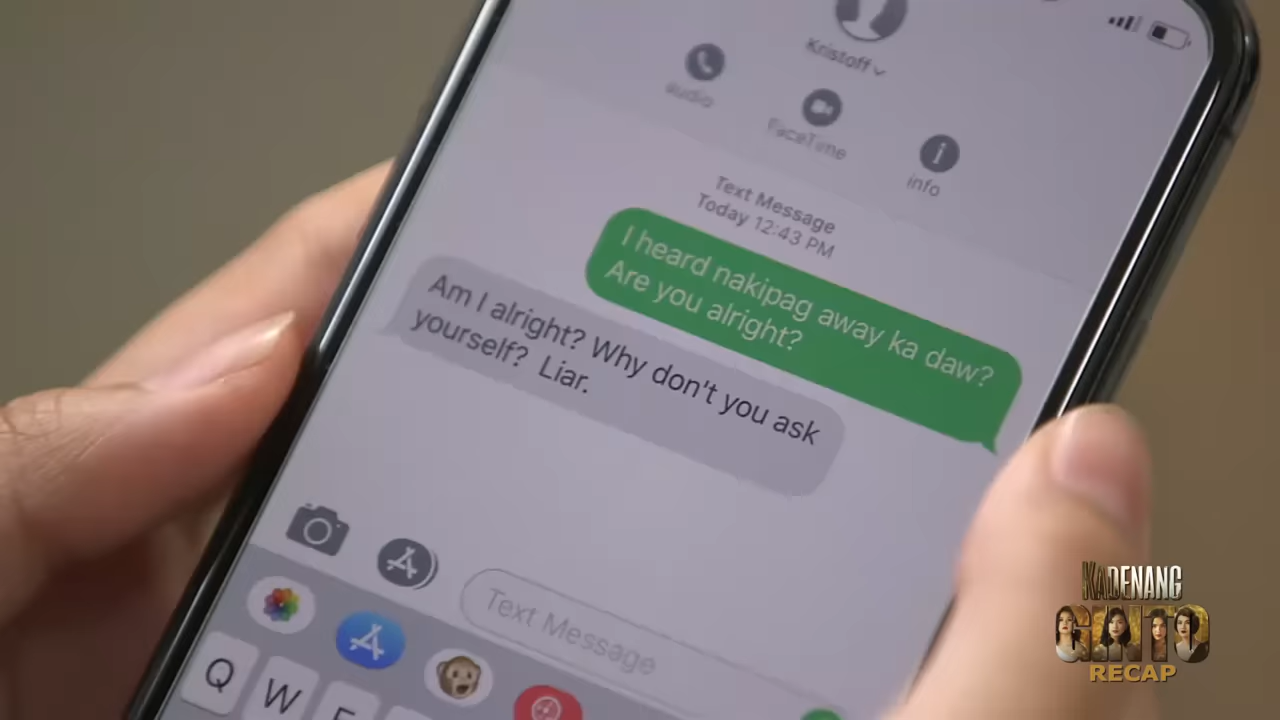 Kristoff
audio
FaceTime
info
Text Message
Today 12:43 PM
I heard nakipag away ka daw?
Are you alright?
Am I alright? Why don't you ask
yourself? Liar.
Text Message
Q W E
KADENANG
GINTO
RECAP